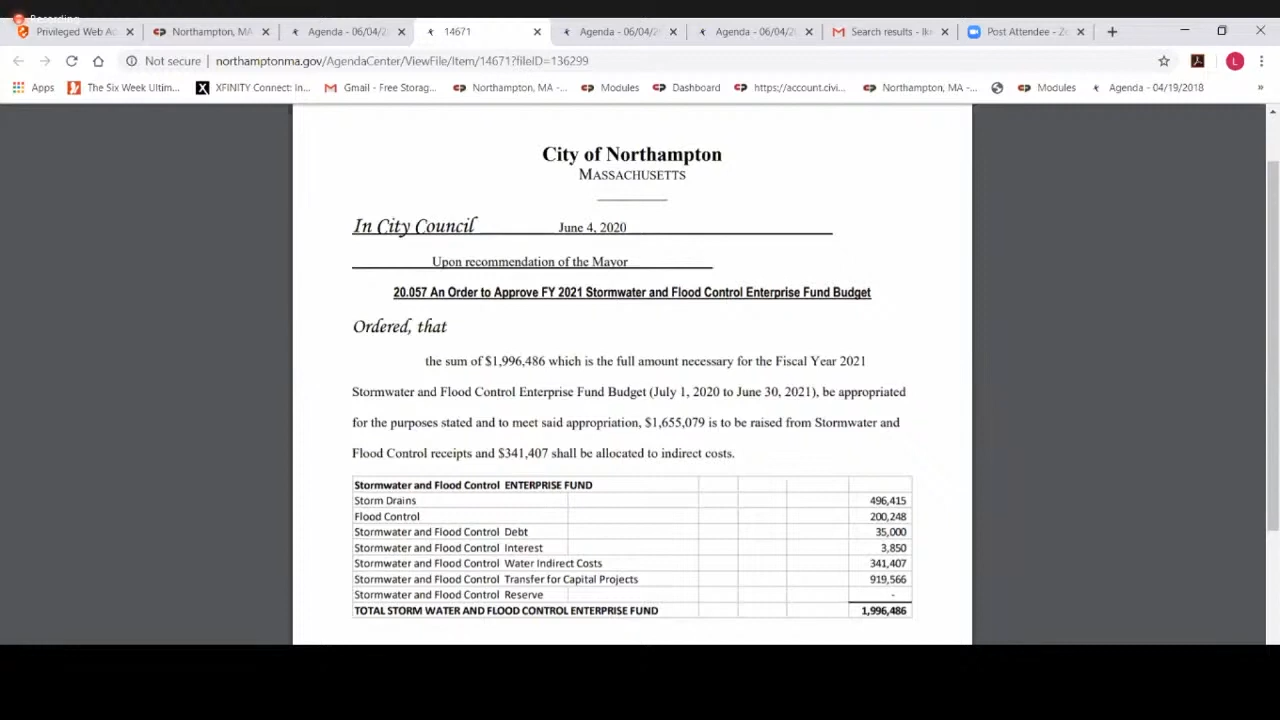 Recording
Privileged Web Ac
Northampton, MA
Agenda - 06/04/2
14671
Agenda - 06/04/2
Agenda - 06/04/2
Search results - lk
Post Attendee - Z
Not secure
northamptonma.gov/AgendaCenter/ViewFile/Item/14671?fileID=136299
L
Apps
The Six Week Ultim...
XFINITY Connect: In...
Gmail - Free Storag...
Northampton, MA -...
Modules
Dashboard
https://account.civi...
Northampton, MA -...
Modules
Agenda - 04/19/2018
»
City of Northampton
MASSACHUSETTS
In City Council June 4, 2020
Upon recommendation of the Mayor
20.057 An Order to Approve FY 2021 Stormwater and Flood Control Enterprise Fund Budget
Ordered, that
the sum of $1,996,486 which is the full amount necessary for the Fiscal Year 2021
Stormwater and Flood Control Enterprise Fund Budget (July 1, 2020 to June 30, 2021), be appropriated
for the purposes stated and to meet said appropriation, $1,655,079 is to be raised from Stormwater and
Flood Control receipts and $341,407 shall be allocated to indirect costs.
Stormwater and Flood Control ENTERPRISE FUND
Storm Drains 496,415
Flood Control 200,248
Stormwater and Flood Control Debt 35,000
Stormwater and Flood Control Interest 3,850
Stormwater and Flood Control Water Indirect Costs 341,407
Stormwater and Flood Control Transfer for Capital Projects 919,566
Stormwater and Flood Control Reserve -
TOTAL STORM WATER AND FLOOD CONTROL ENTERPRISE FUND 1,996,486